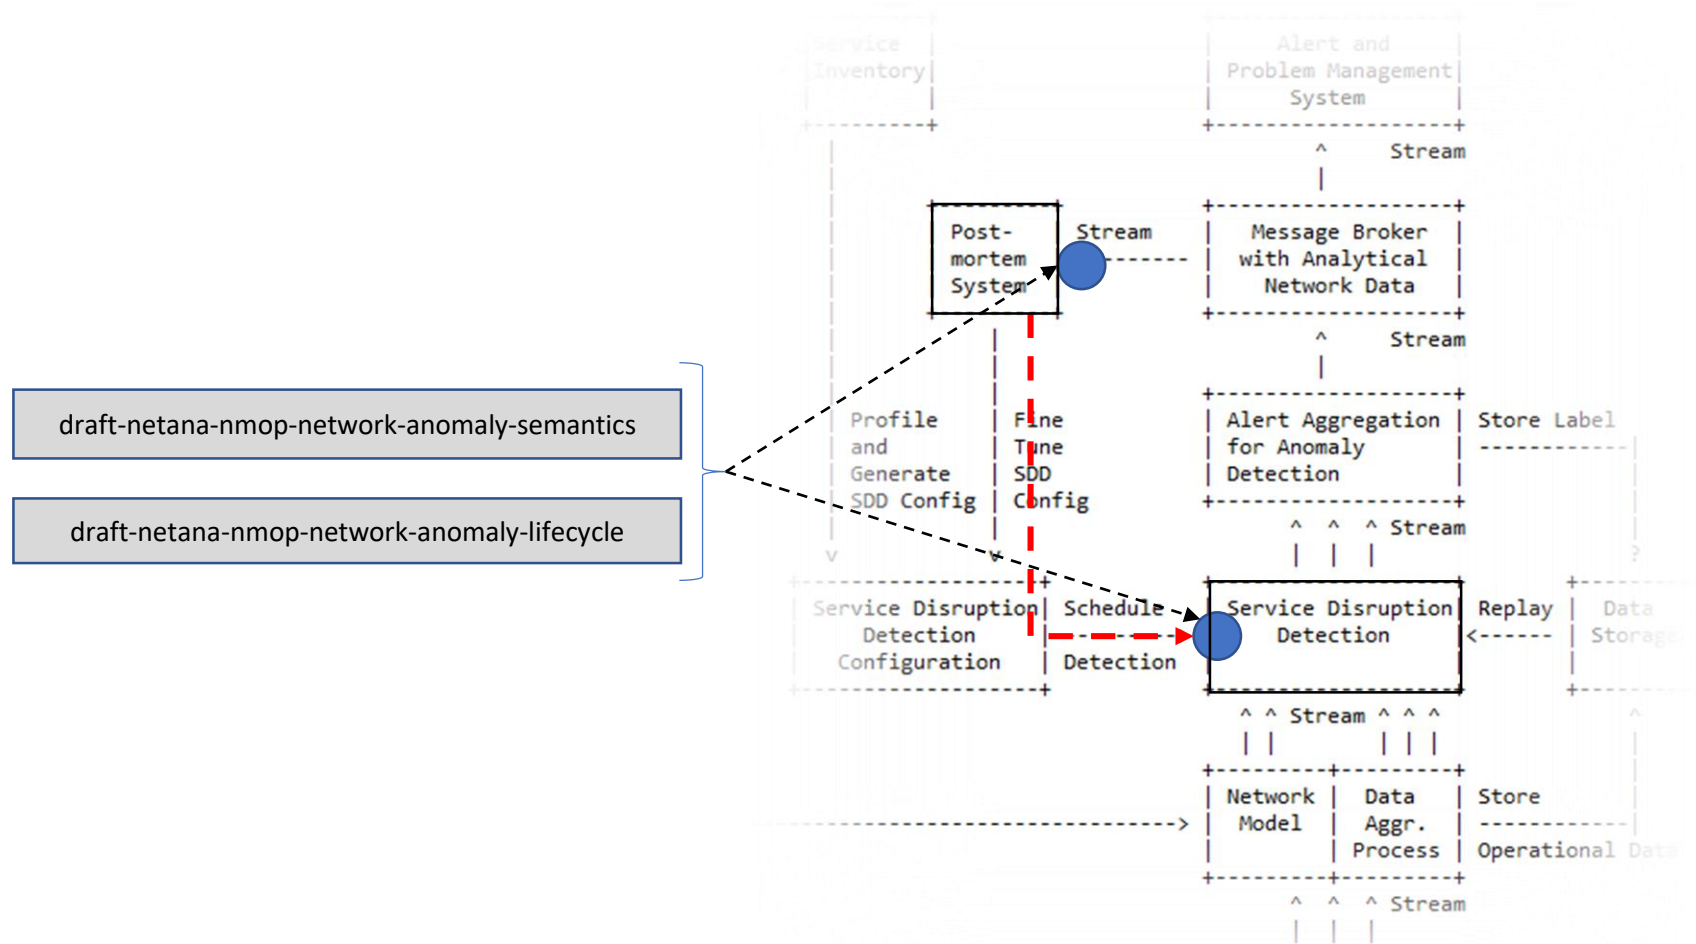 Service
Inventory
Alert and
Problem Management
System
Stream
Post-
mortem
System
Stream
Message Broker
with Analytical
Network Data
Stream
draft-netana-nmop-network-anomaly-semantics
draft-netana-nmop-network-anomaly-lifecycle
Profile
and
Generate
SDD Config
Fine
Tune
SDD
Config
Alert Aggregation
for Anomaly
Detection
Store Label
Stream
Service Disruption
Detection
Configuration
Schedule
Detection
Service Disruption
Detection
Replay
Data
Storage
Stream
Network
Model
Data
Aggr.
Process
Store
Operational Data
Stream